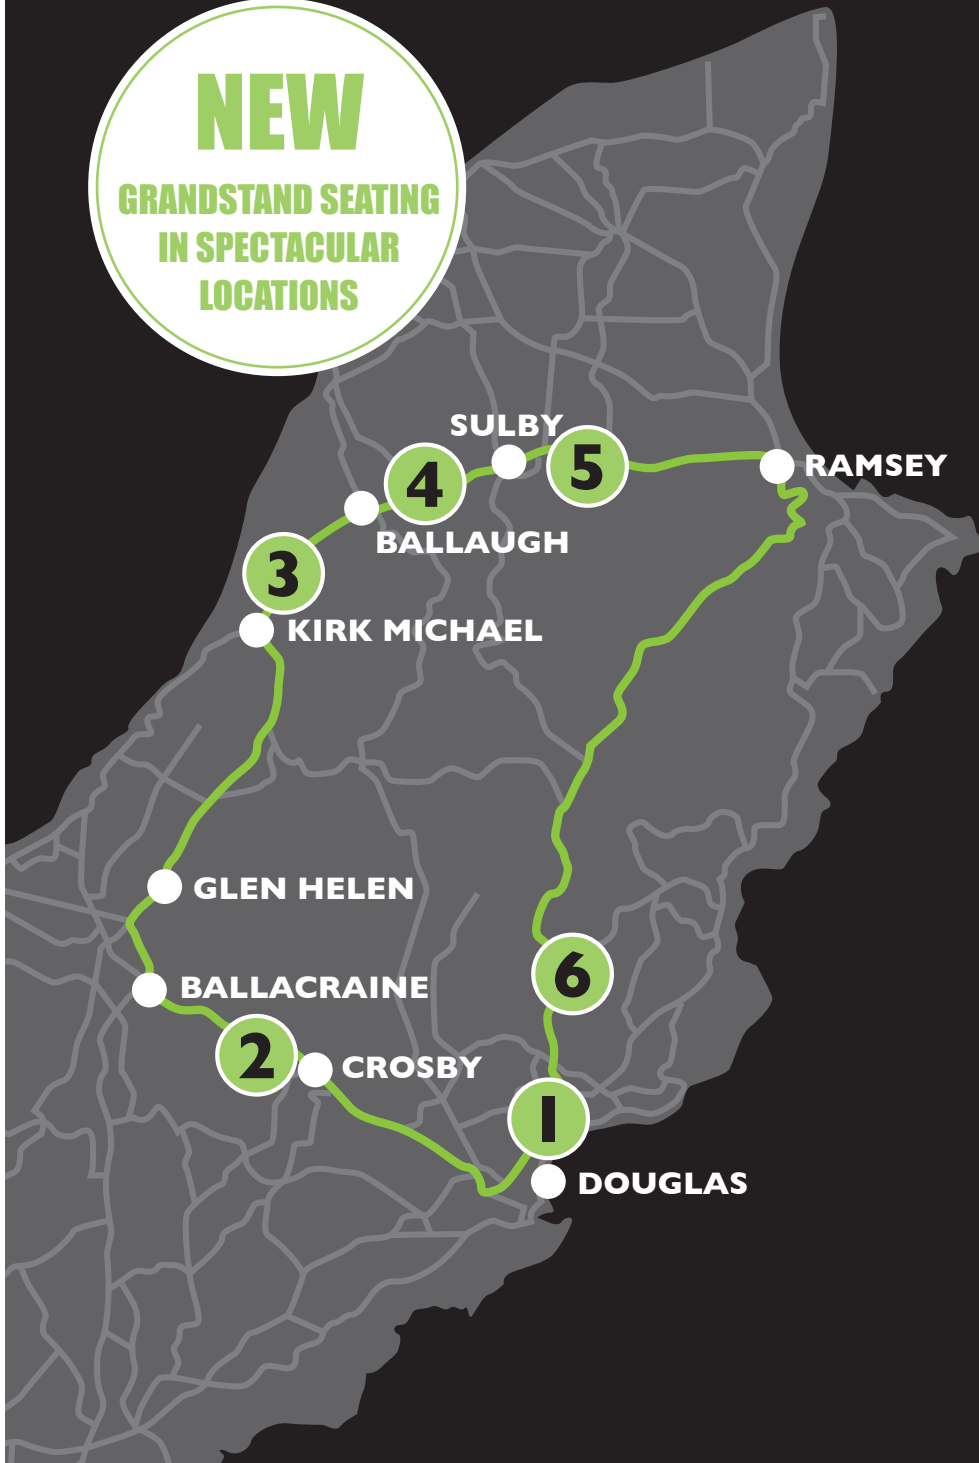 NEW
GRANDSTAND SEATING
IN SPECTACULAR
LOCATIONS
SULBY
5
RAMSEY
4
BALLAUGH
3
KIRK MICHAEL
GLEN HELEN
6
BALLACRAINE
2
CROSBY
1
DOUGLAS